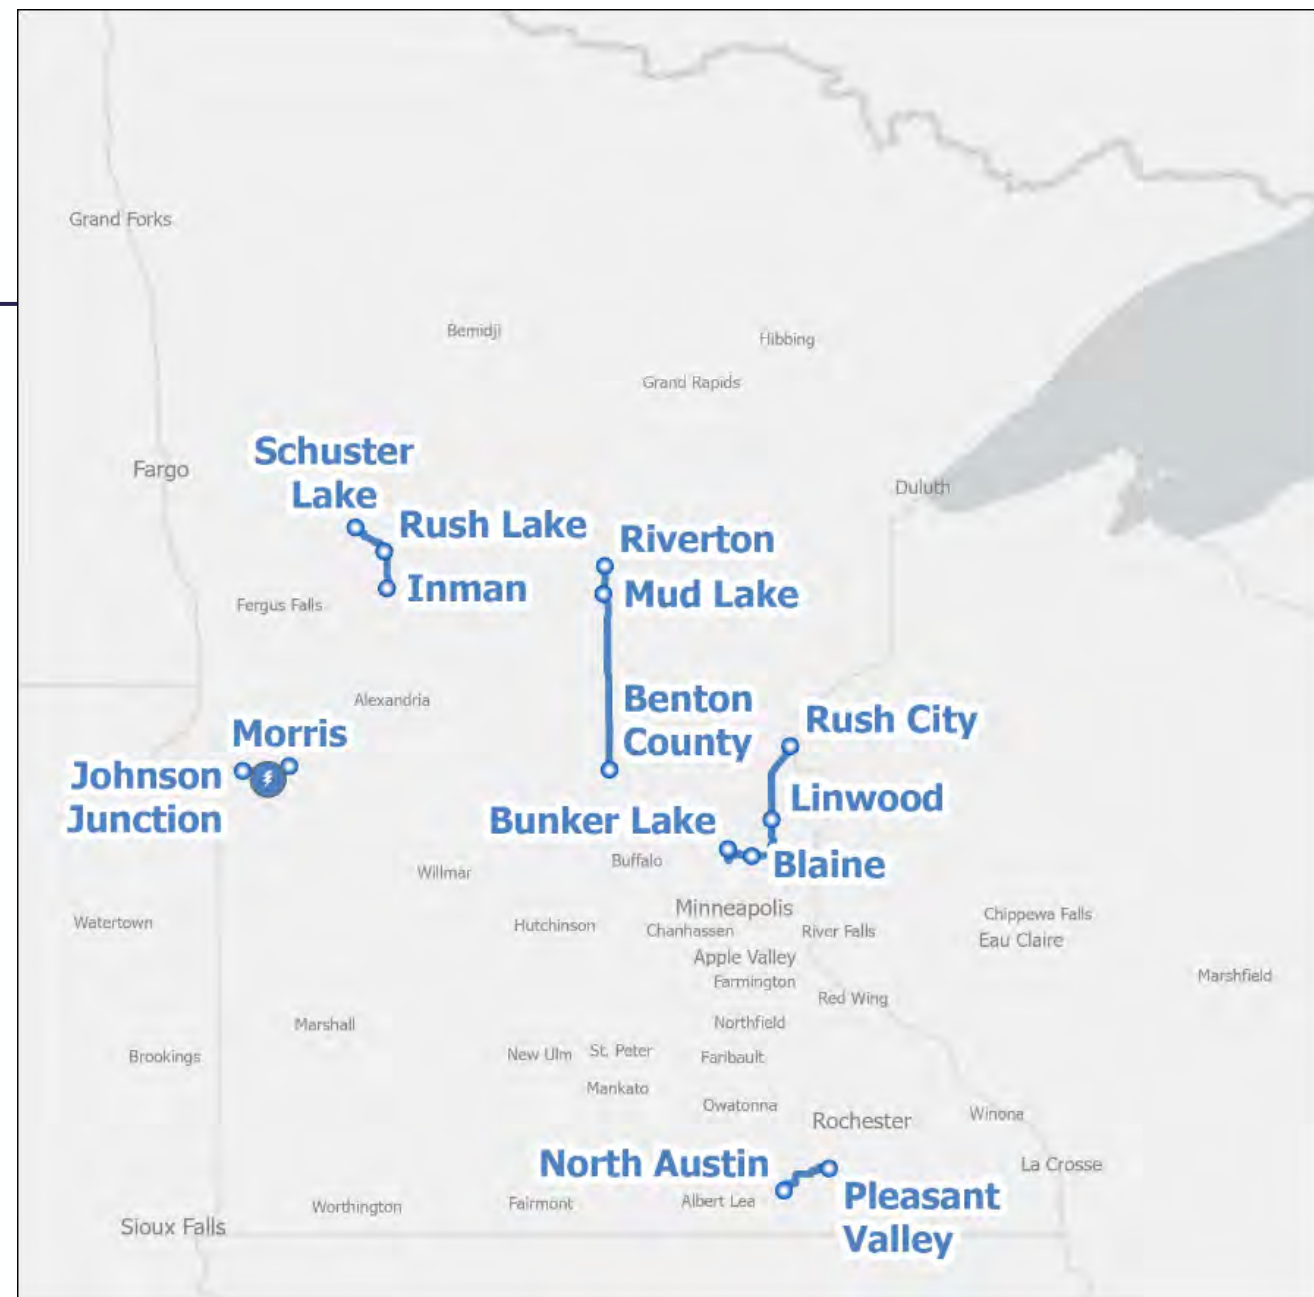 Grand Forks
Bemidji
Hibbing
Grand Rapids
Schuster
Lake
Fargo
Duluth
Rush Lake
Riverton
Inman
Mud Lake
Fergus Falls
Alexandria
Benton
County
Rush City
Morris
Johnson
Junction
Linwood
Bunker Lake
Buffalo
Blaine
Willmar
Minneapolis
Chippewa Falls
Watertown
Hutchinson
Chanhassen
River Falls
Eau Claire
Apple Valley
Marshfield
Farmington
Red Wing
Marshall
Northfield
Brookings
New Ulm
St. Peter
Faribault
Mankato
Owatonna
Rochester
Winona
North Austin
La Crosse
Pleasant
Valley
Worthington
Fairmont
Albert Lea
Sioux Falls